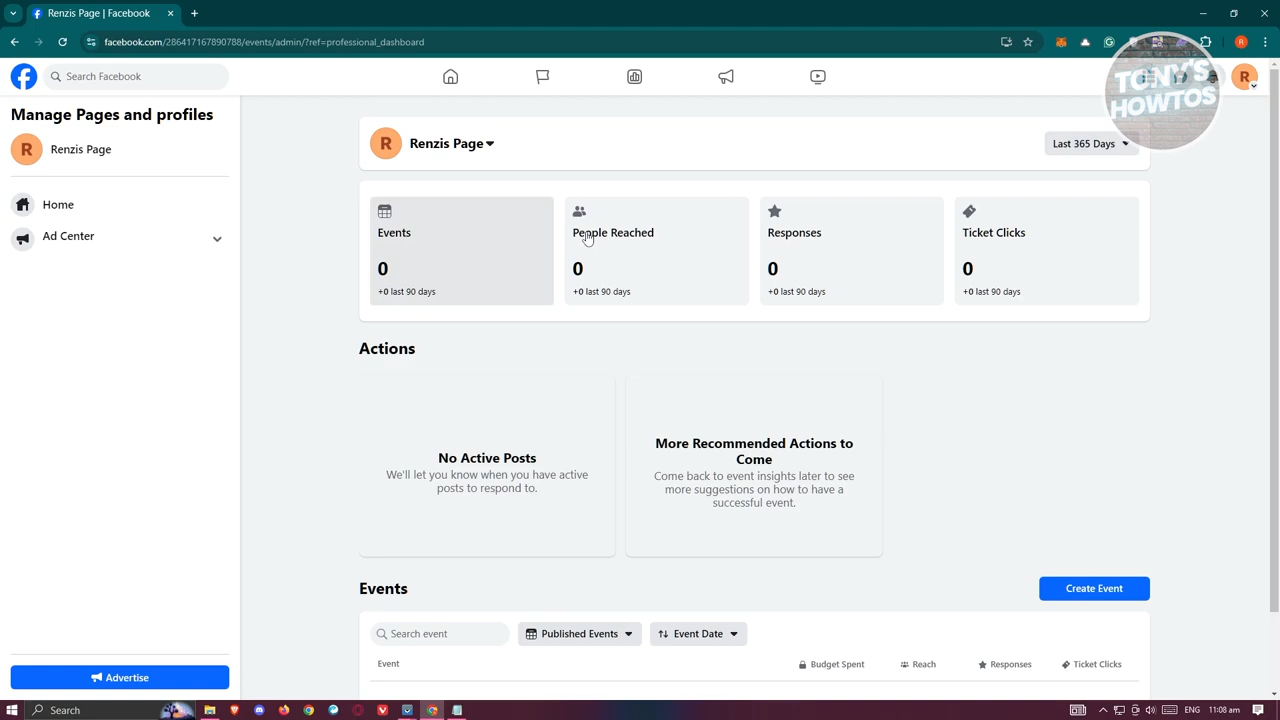 Renzis Page | Facebook
facebook.com/286417167890788/events/admin/?ref=professional_dashboard
Search Facebook
TONY'S
HOWTOS
R
Manage Pages and profiles
R Renzis Page
Home
Ad Center
Advertise
R Renzis Page
Last 365 Days
Events
0
+0 last 90 days
People Reached
0
+0 last 90 days
Responses
0
+0 last 90 days
Ticket Clicks
0
+0 last 90 days
Actions
No Active Posts
We'll let you know when you have active
posts to respond to.
More Recommended Actions to
Come
Come back to event insights later to see
more suggestions on how to have a
successful event.
Events
Create Event
Search event
Published Events
Event Date
Event
Budget Spent
Reach
Responses
Ticket Clicks
Search
ENG
11:08 am